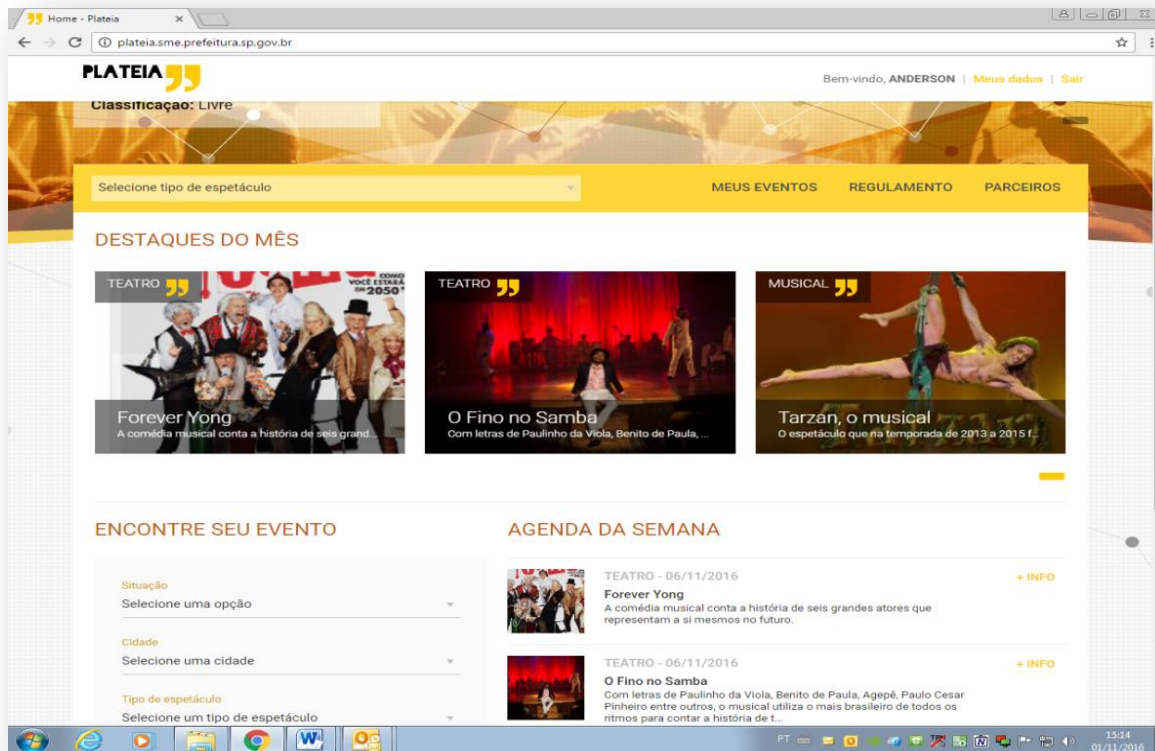 Home - Plateia
plateia.sme.prefeitura.sp.gov.br
PLATEIA
Bem-vindo, ANDERSON | Meus dados | Sair
Classificação: Livre
Selecione tipo de espetáculo
MEUS EVENTOS REGULAMENTO PARCEIROS
DESTAQUES DO MÊS
TEATRO
COMO
VOCÊ ESTARÁ
EM 2050
Forever Yong
A comédia musical conta a história de seis grand...
TEATRO
O Fino no Samba
Com letras de Paulinho da Viola, Benito de Paula, ...
MUSICAL
Tarzan, o musical
O espetáculo que na temporada de 2013 a 2015 f...
ENCONTRE SEU EVENTO
Situação
Selecione uma opção
Cidade
Selecione uma cidade
Tipo de espetáculo
Selecione um tipo de espetáculo
AGENDA DA SEMANA
TEATRO - 06/11/2016
+ INFO
Forever Yong
A comédia musical conta a história de seis grandes atores que
representam a si mesmos no futuro.
TEATRO - 06/11/2016
+ INFO
O Fino no Samba
Com letras de Paulinho da Viola, Benito de Paula, Agepê, Paulo Cesar
Pinheiro entre outros, o musical utiliza o mais brasileiro de todos os
ritmos para contar a história de t...
PT
15:14
01/11/2016